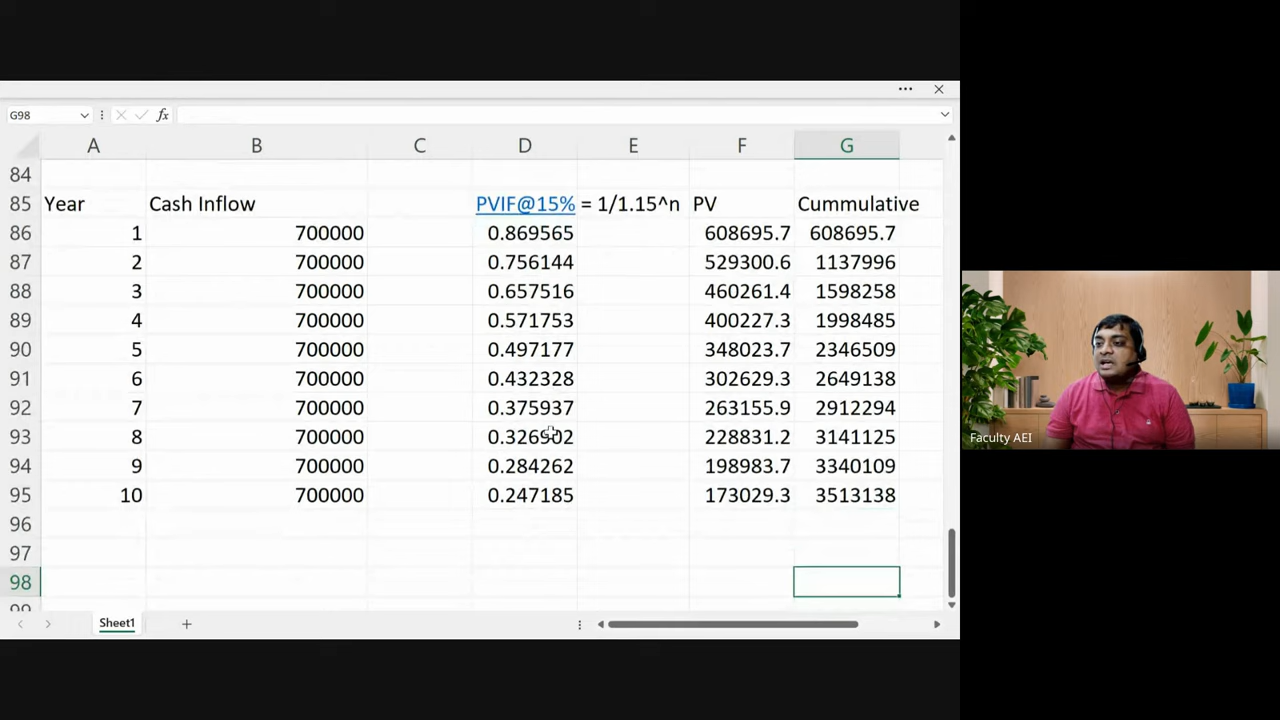 G98 fx
A B C D E F G
84
85 Year Cash Inflow PVIF@15% = 1/1.15^n PV Cummulative
86 1 700000 0.869565 608695.7 608695.7
87 2 700000 0.756144 529300.6 1137996
88 3 700000 0.657516 460261.4 1598258
89 4 700000 0.571753 400227.3 1998485
90 5 700000 0.497177 348023.7 2346509
91 6 700000 0.432328 302629.3 2649138
92 7 700000 0.375937 263155.9 2912294
93 8 700000 0.326902 228831.2 3141125
94 9 700000 0.284262 198983.7 3340109
95 10 700000 0.247185 173029.3 3513138
96
97
98
99
Sheet1
Faculty AEI